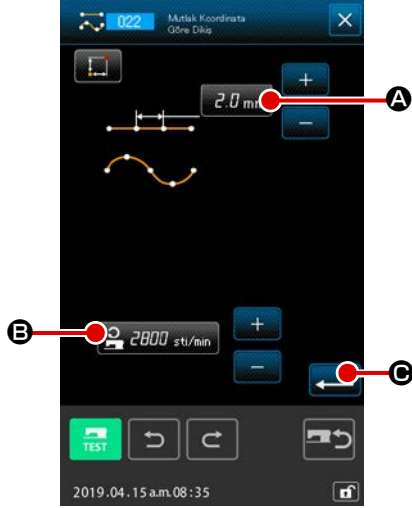 022
Mutlak Koordinata
Göre Dikiş
2.0 mm
A
B
2800 sti/min
C
TEST
2019.04.15 a.m. 08:35